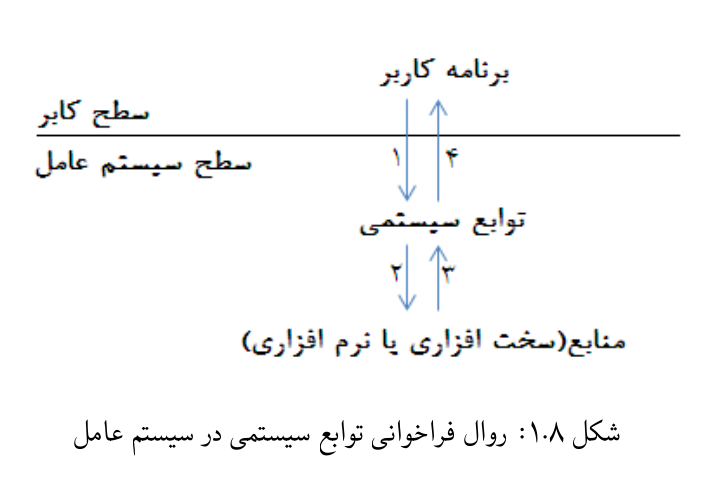 برنامه کاربر
سطح کابر
سطح سیستم عامل
۱
۴
توابع سیستمی
۲
۳
منابع(سخت افزاری یا نرم افزاری)
شکل ۱.۸: روال فراخوانی توابع سیستمی در سیستم عامل